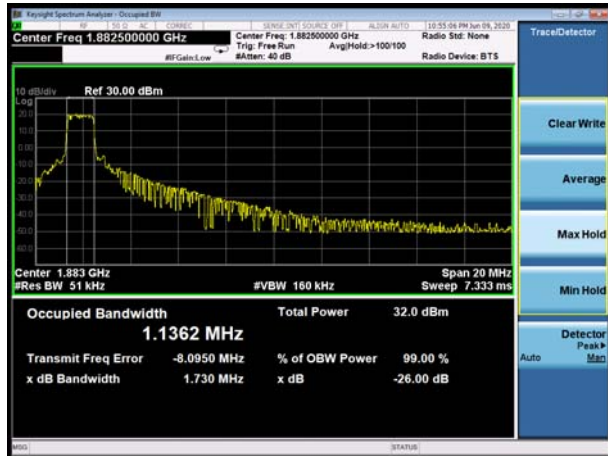 Keysight Spectrum Analyzer - Occupied BW
RF 50 Ω AC CORREC SENSE:INT SOURCE OFF ALIGN AUTO 10:55:06 PM Jun 09, 2020
Center Freq 1.882500000 GHz
Center Freq: 1.882500000 GHz
Radio Std: None
Trig: Free Run Avg|Hold:>100/100
#IFGain:Low #Atten: 40 dB Radio Device: BTS
Trace/Detector
10 dB/div Ref 30.00 dBm
Log
20.0
10.0
0.00
Clear Write
Average
Max Hold
Min Hold
Center 1.883 GHz Span 20 MHz
#Res BW 51 kHz #VBW 160 kHz Sweep 7.333 ms
Occupied Bandwidth Total Power 32.0 dBm
1.1362 MHz
Transmit Freq Error -8.0950 MHz % of OBW Power 99.00 %
x dB Bandwidth 1.730 MHz x dB -26.00 dB
Detector
Peak▶
Auto Man
MSG STATUS